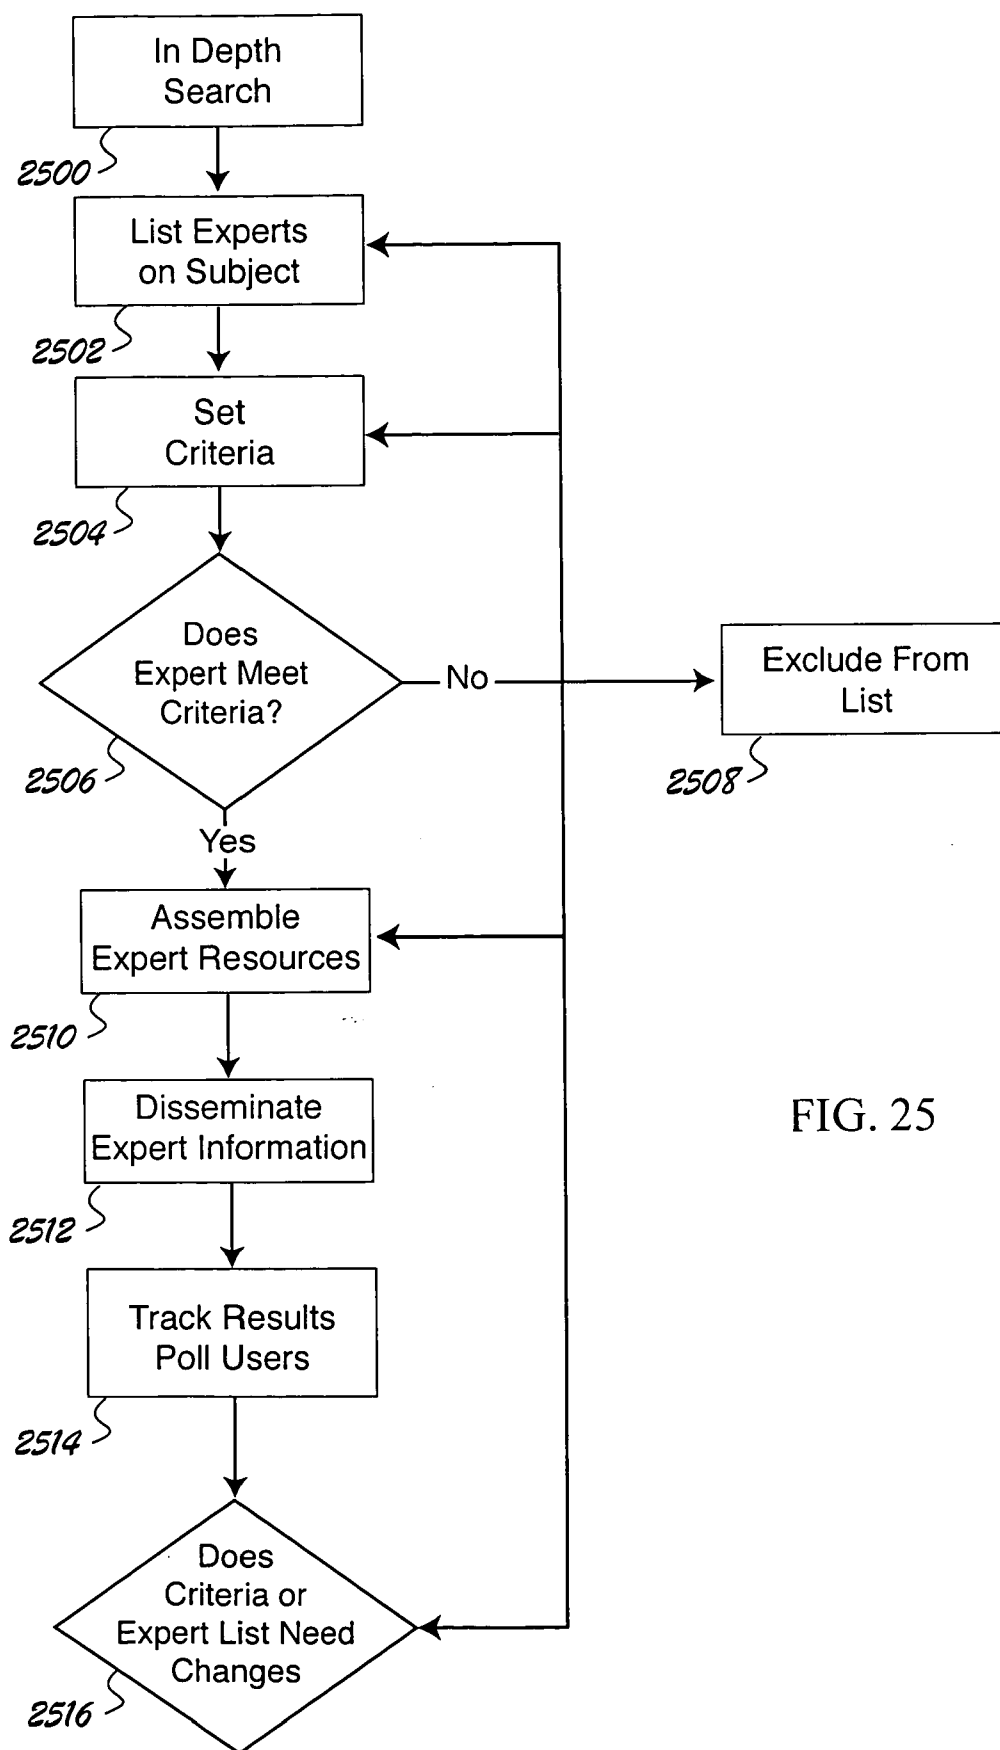 In Depth
Search
2500
List Experts
on Subject
2502
Set
Criteria
2504
Does
Expert Meet
Criteria?
No
2506
Exclude From
List
2508
Yes
Assemble
Expert Resources
2510
Disseminate
Expert Information
2512
FIG. 25
Track Results
Poll Users
2514
Does
Criteria or
Expert List Need
Changes
2516